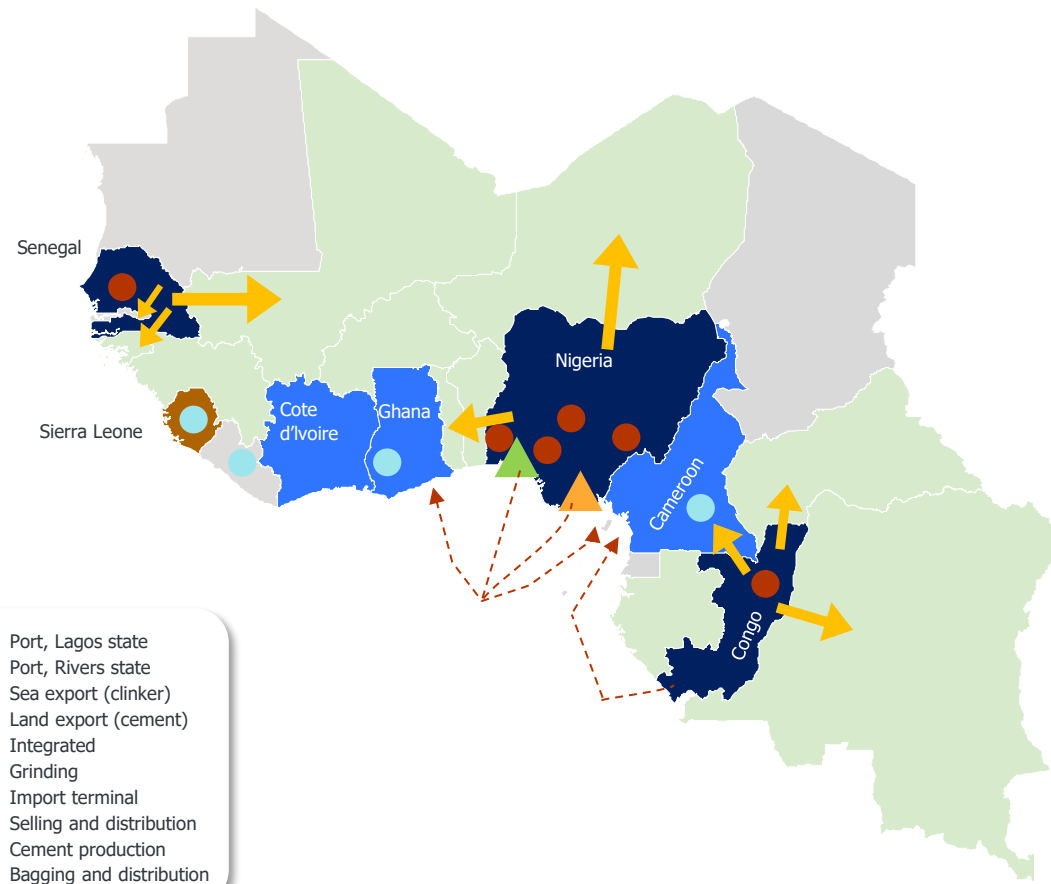 Senegal
Nigeria
Cote
d'Ivoire
Ghana
Sierra Leone
Cameroon
Congo
Port, Lagos state
Port, Rivers state
Sea export (clinker)
Land export (cement)
Integrated
Grinding
Import terminal
Selling and distribution
Cement production
Bagging and distribution